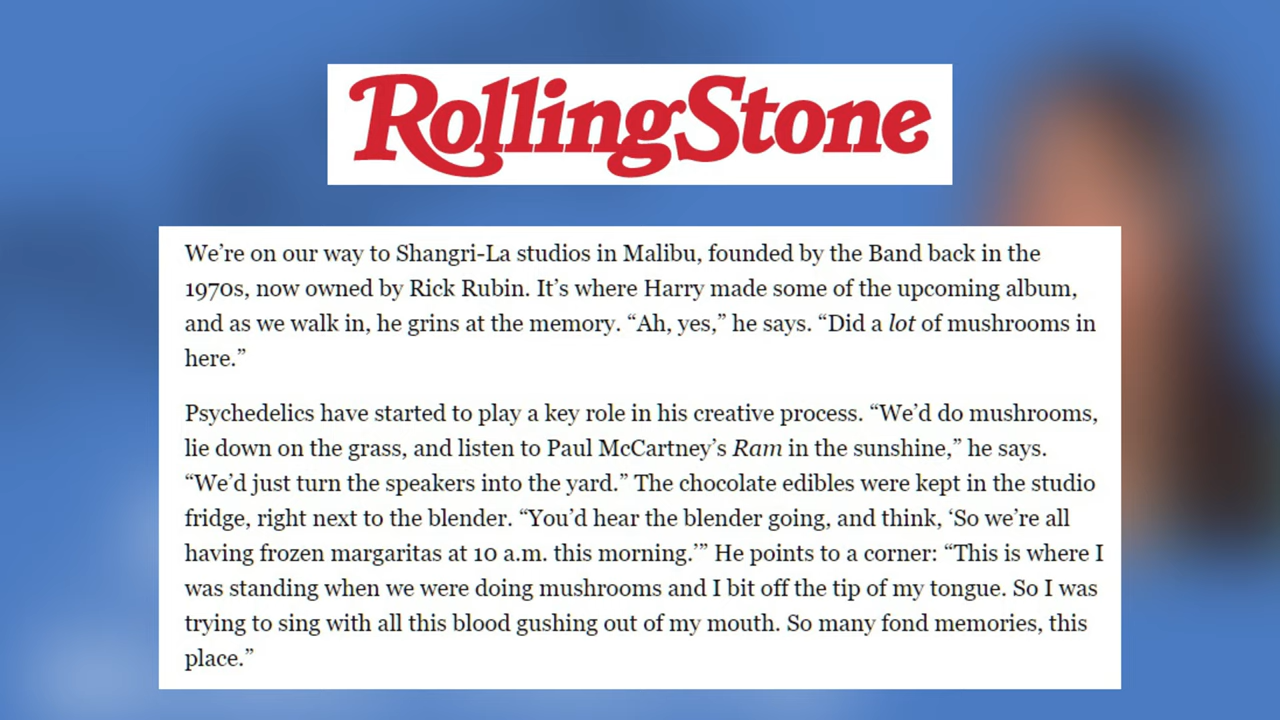 RollingStone
We’re on our way to Shangri-La studios in Malibu, founded by the Band back in the
1970s, now owned by Rick Rubin. It’s where Harry made some of the upcoming album,
and as we walk in, he grins at the memory. “Ah, yes,” he says. “Did a lot of mushrooms in
here.”
Psychedelics have started to play a key role in his creative process. “We’d do mushrooms,
lie down on the grass, and listen to Paul McCartney’s Ram in the sunshine,” he says.
“We’d just turn the speakers into the yard.” The chocolate edibles were kept in the studio
fridge, right next to the blender. “You’d hear the blender going, and think, ‘So we’re all
having frozen margaritas at 10 a.m. this morning.’” He points to a corner: “This is where I
was standing when we were doing mushrooms and I bit off the tip of my tongue. So I was
trying to sing with all this blood gushing out of my mouth. So many fond memories, this
place.”